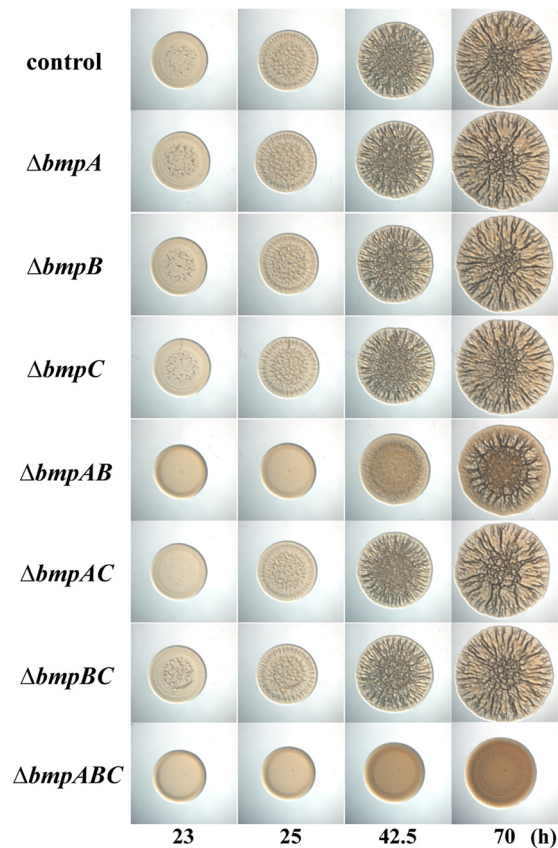 control
ΔbmpA
ΔbmpB
ΔbmpC
ΔbmpAB
ΔbmpAC
ΔbmpBC
ΔbmpABC
23 25 42.5 70 (h)